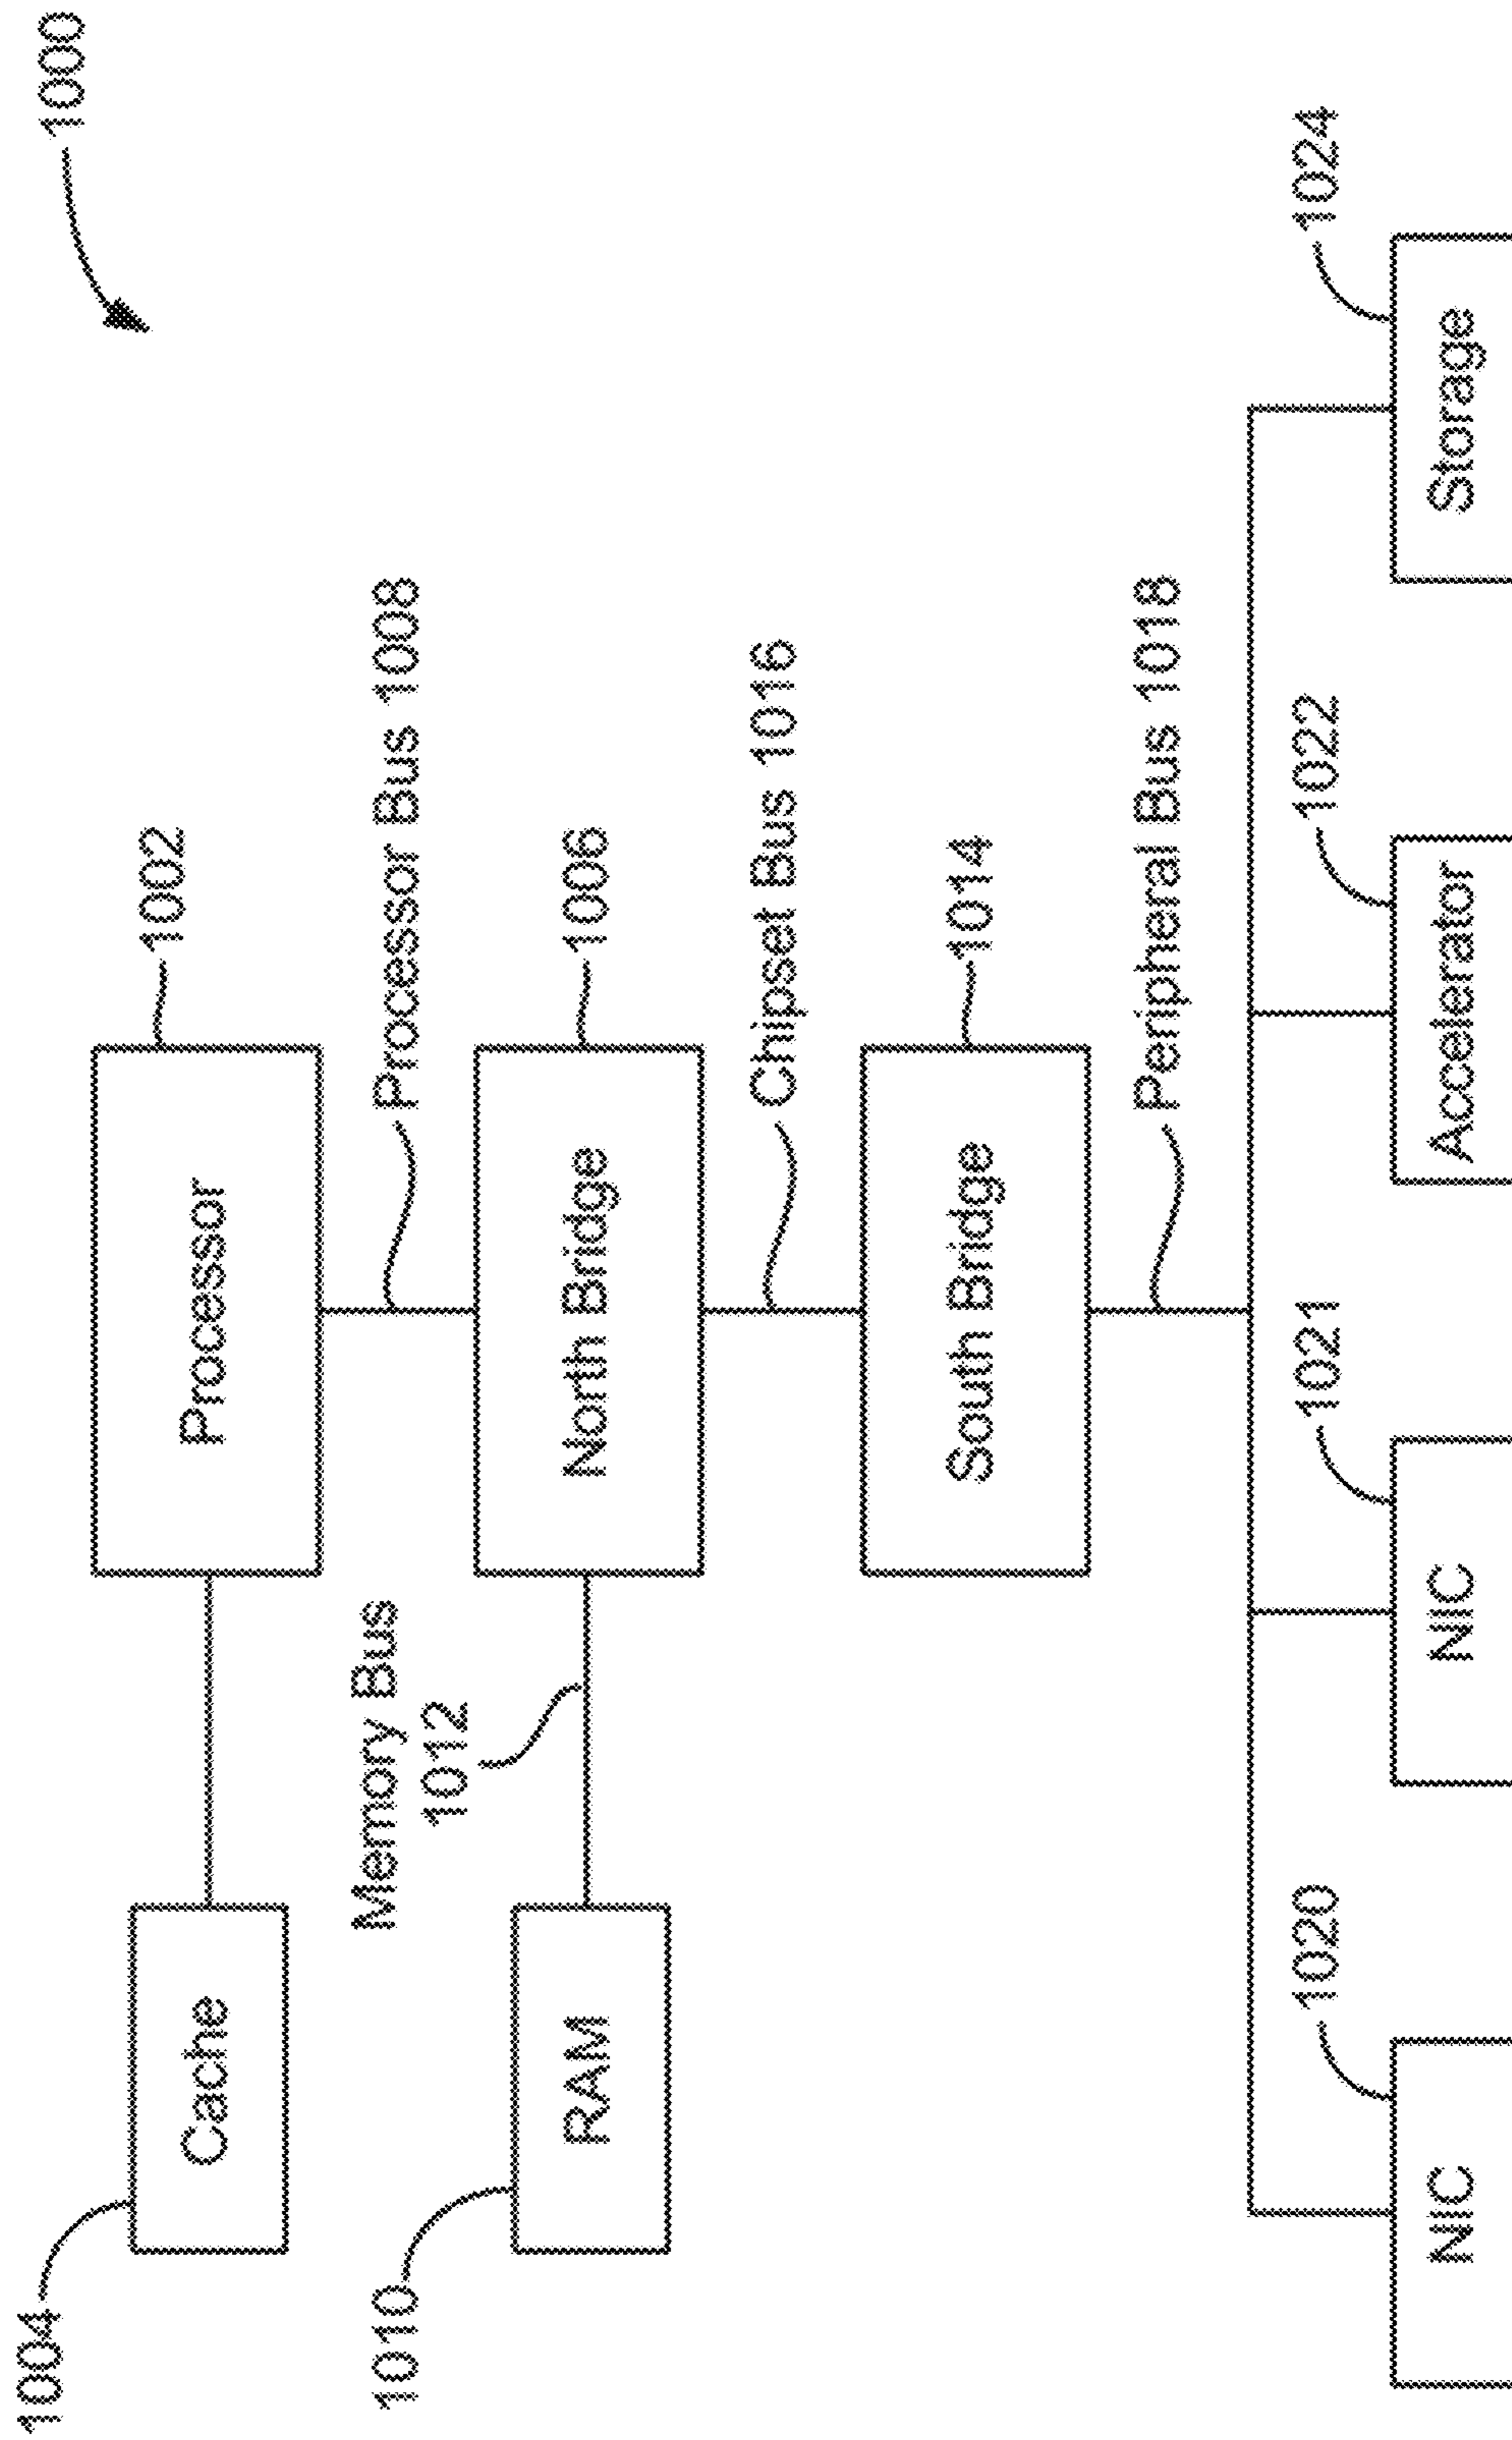 1000
1004
Cache
Processor
1002
Memory Bus
1012
Processor Bus 1008
1010
RAM
North Bridge
1006
Chipset Bus 1016
South Bridge
1014
Peripheral Bus 1018
1020
1021
1022
1024
NIC
NIC
Accelerator
Storage